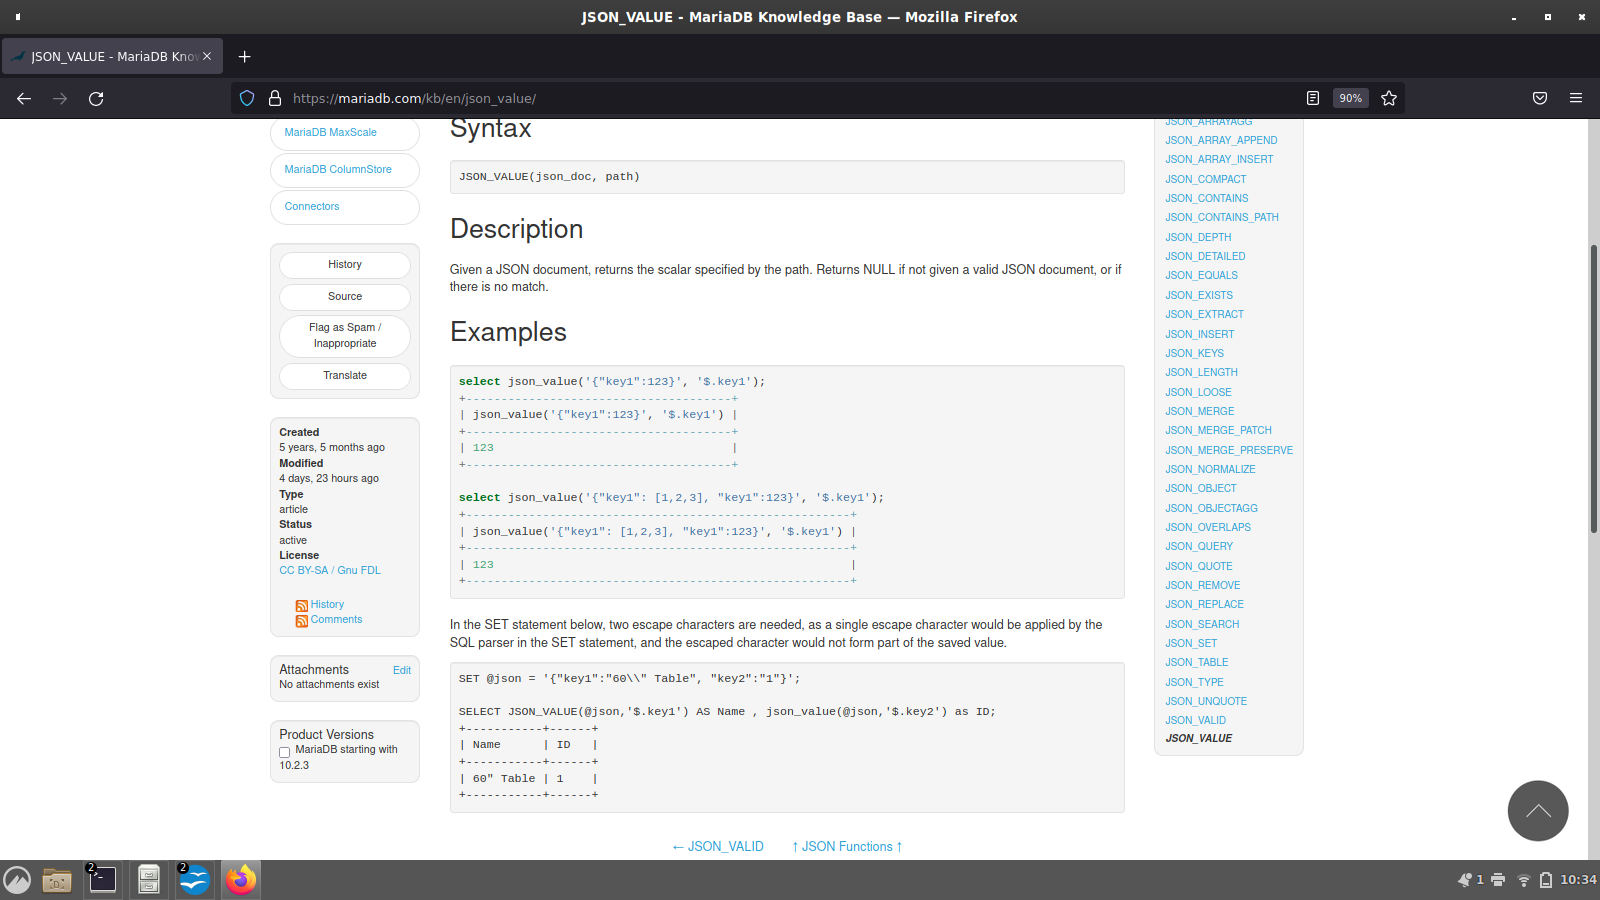 JSON_VALUE - MariaDB Knowledge Base — Mozilla Firefox
JSON_VALUE - MariaDB Know
https://mariadb.com/kb/en/json_value/
90%
MariaDB MaxScale
MariaDB ColumnStore
Connectors
History
Source
Flag as Spam /
Inappropriate
Translate
Created
5 years, 5 months ago
Modified
4 days, 23 hours ago
Type
article
Status
active
License
CC BY-SA / Gnu FDL
History
Comments
Attachments Edit
No attachments exist
Product Versions
MariaDB starting with
10.2.3
Syntax
JSON_VALUE(json_doc, path)
Description
Given a JSON document, returns the scalar specified by the path. Returns NULL if not given a valid JSON document, or if
there is no match.
Examples
select json_value('{"key1":123}', '$.key1');
+--------------------------------------+
| json_value('{"key1":123}', '$.key1') |
+--------------------------------------+
| 123                                  |
+--------------------------------------+
select json_value('{"key1": [1,2,3], "key1":123}', '$.key1');
+-------------------------------------------------------+
| json_value('{"key1": [1,2,3], "key1":123}', '$.key1') |
+-------------------------------------------------------+
| 123                                                   |
+-------------------------------------------------------+
In the SET statement below, two escape characters are needed, as a single escape character would be applied by the
SQL parser in the SET statement, and the escaped character would not form part of the saved value.
SET @json = '{"key1":"60\\" Table", "key2":"1"}';
SELECT JSON_VALUE(@json,'$.key1') AS Name , json_value(@json,'$.key2') as ID;
+-----------+------+
| Name      | ID   |
+-----------+------+
| 60" Table | 1    |
+-----------+------+
← JSON_VALID ↑ JSON Functions ↑
JSON_ARRAYAGG
JSON_ARRAY_APPEND
JSON_ARRAY_INSERT
JSON_COMPACT
JSON_CONTAINS
JSON_CONTAINS_PATH
JSON_DEPTH
JSON_DETAILED
JSON_EQUALS
JSON_EXISTS
JSON_EXTRACT
JSON_INSERT
JSON_KEYS
JSON_LENGTH
JSON_LOOSE
JSON_MERGE
JSON_MERGE_PATCH
JSON_MERGE_PRESERVE
JSON_NORMALIZE
JSON_OBJECT
JSON_OBJECTAGG
JSON_OVERLAPS
JSON_QUERY
JSON_QUOTE
JSON_REMOVE
JSON_REPLACE
JSON_SEARCH
JSON_SET
JSON_TABLE
JSON_TYPE
JSON_UNQUOTE
JSON_VALID
JSON_VALUE
2
2
1
10:34